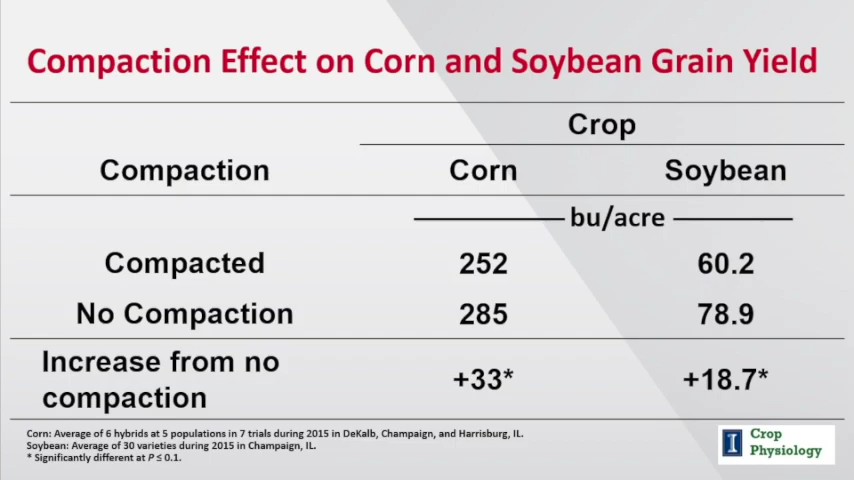 Compaction Effect on Corn and Soybean Grain Yield
Crop
Compaction Corn Soybean
bu/acre
Compacted 252 60.2
No Compaction 285 78.9
Increase from no
compaction +33* +18.7*
Corn: Average of 6 hybrids at 5 populations in 7 trials during 2015 in DeKalb, Champaign, and Harrisburg, IL.
Soybean: Average of 30 varieties during 2015 in Champaign, IL.
* Significantly different at P ≤ 0.1.
I Crop
Physiology